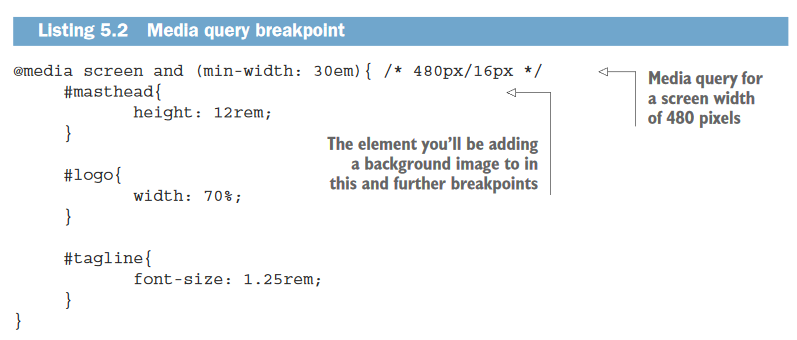 Listing 5.2 Media query breakpoint
@media screen and (min-width: 30em){ /* 480px/16px */
#masthead{
height: 12rem;
}
#logo{
width: 70%;
}
#tagline{
font-size: 1.25rem;
}
}
Media query for
a screen width
of 480 pixels
The element you'll be adding
a background image to in
this and further breakpoints